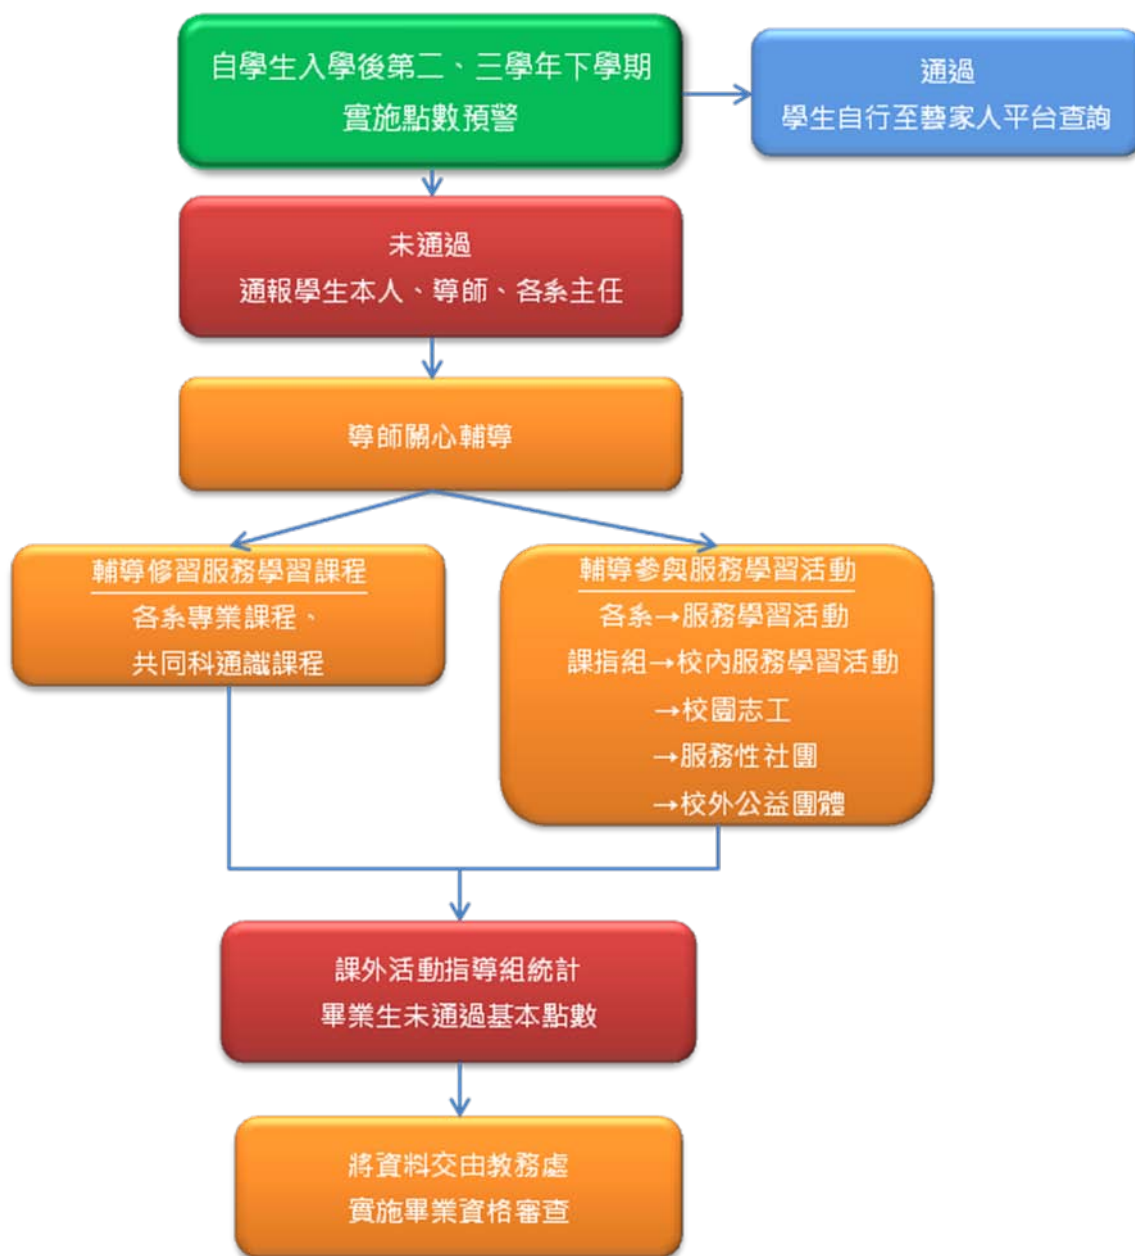 自學生入學後第二、三學年下學期
實施點數預警
通過
學生自行至藝家人平台查詢
未通過
通報學生本人、導師、各系主任
導師關心輔導
輔導修習服務學習課程
各系專業課程、
共同科通識課程
輔導參與服務學習活動
各系→服務學習活動
課指組→校內服務學習活動
→校園志工
→服務性社團
→校外公益團體
課外活動指導組統計
畢業生未通過基本點數
將資料交由教務處
實施畢業資格審查